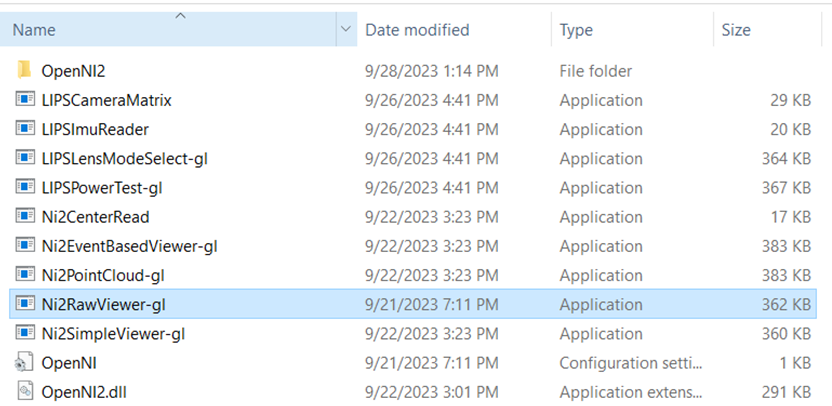 Name Date modified Type Size
OpenNI2 9/28/2023 1:14 PM File folder
LIPSCameraMatrix 9/26/2023 4:41 PM Application 29 KB
LIPSImuReader 9/26/2023 4:41 PM Application 20 KB
LIPSLensModeSelect-gl 9/26/2023 4:41 PM Application 364 KB
LIPSPowerTest-gl 9/26/2023 4:41 PM Application 367 KB
Ni2CenterRead 9/22/2023 3:23 PM Application 17 KB
Ni2EventBasedViewer-gl 9/22/2023 3:23 PM Application 383 KB
Ni2PointCloud-gl 9/22/2023 3:23 PM Application 383 KB
Ni2RawViewer-gl 9/21/2023 7:11 PM Application 362 KB
Ni2SimpleViewer-gl 9/22/2023 3:23 PM Application 360 KB
OpenNI 9/21/2023 7:11 PM Configuration setti... 1 KB
OpenNI2.dll 9/22/2023 3:01 PM Application extens... 291 KB